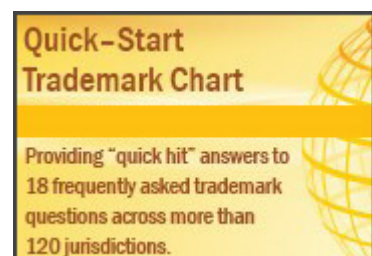 Quick-Start
Trademark Chart
Providing “quick hit” answers to
18 frequently asked trademark
questions across more than
120 jurisdictions.